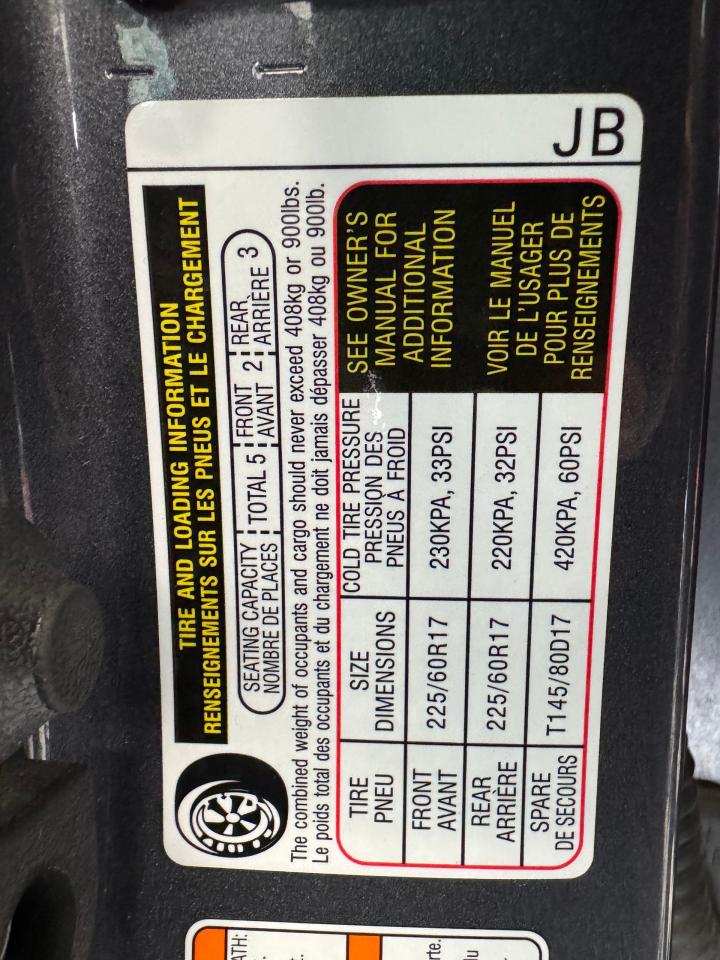 JB
TIRE AND LOADING INFORMATION
RENSEIGNEMENTS SUR LES PNEUS ET LE CHARGEMENT
SEATING CAPACITY
NOMBRE DE PLACES
TOTAL 5
FRONT
AVANT
2
REAR
ARRIÈRE
3
The combined weight of occupants and cargo should never exceed 408kg or 900lbs.
Le poids total des occupants et du chargement ne doit jamais dépasser 408kg ou 900lb.
TIRE
PNEU
SIZE
DIMENSIONS
COLD TIRE PRESSURE
PRESSION DES
PNEUS À FROID
FRONT
AVANT
225/60R17
230KPA, 33PSI
REAR
ARRIÈRE
225/60R17
220KPA, 32PSI
SPARE
DE SECOURS
T145/80D17
420KPA, 60PSI
SEE OWNER'S
MANUAL FOR
ADDITIONAL
INFORMATION
VOIR LE MANUEL
DE L'USAGER
POUR PLUS DE
RENSEIGNEMENTS
ATH:
t.
rte.
du